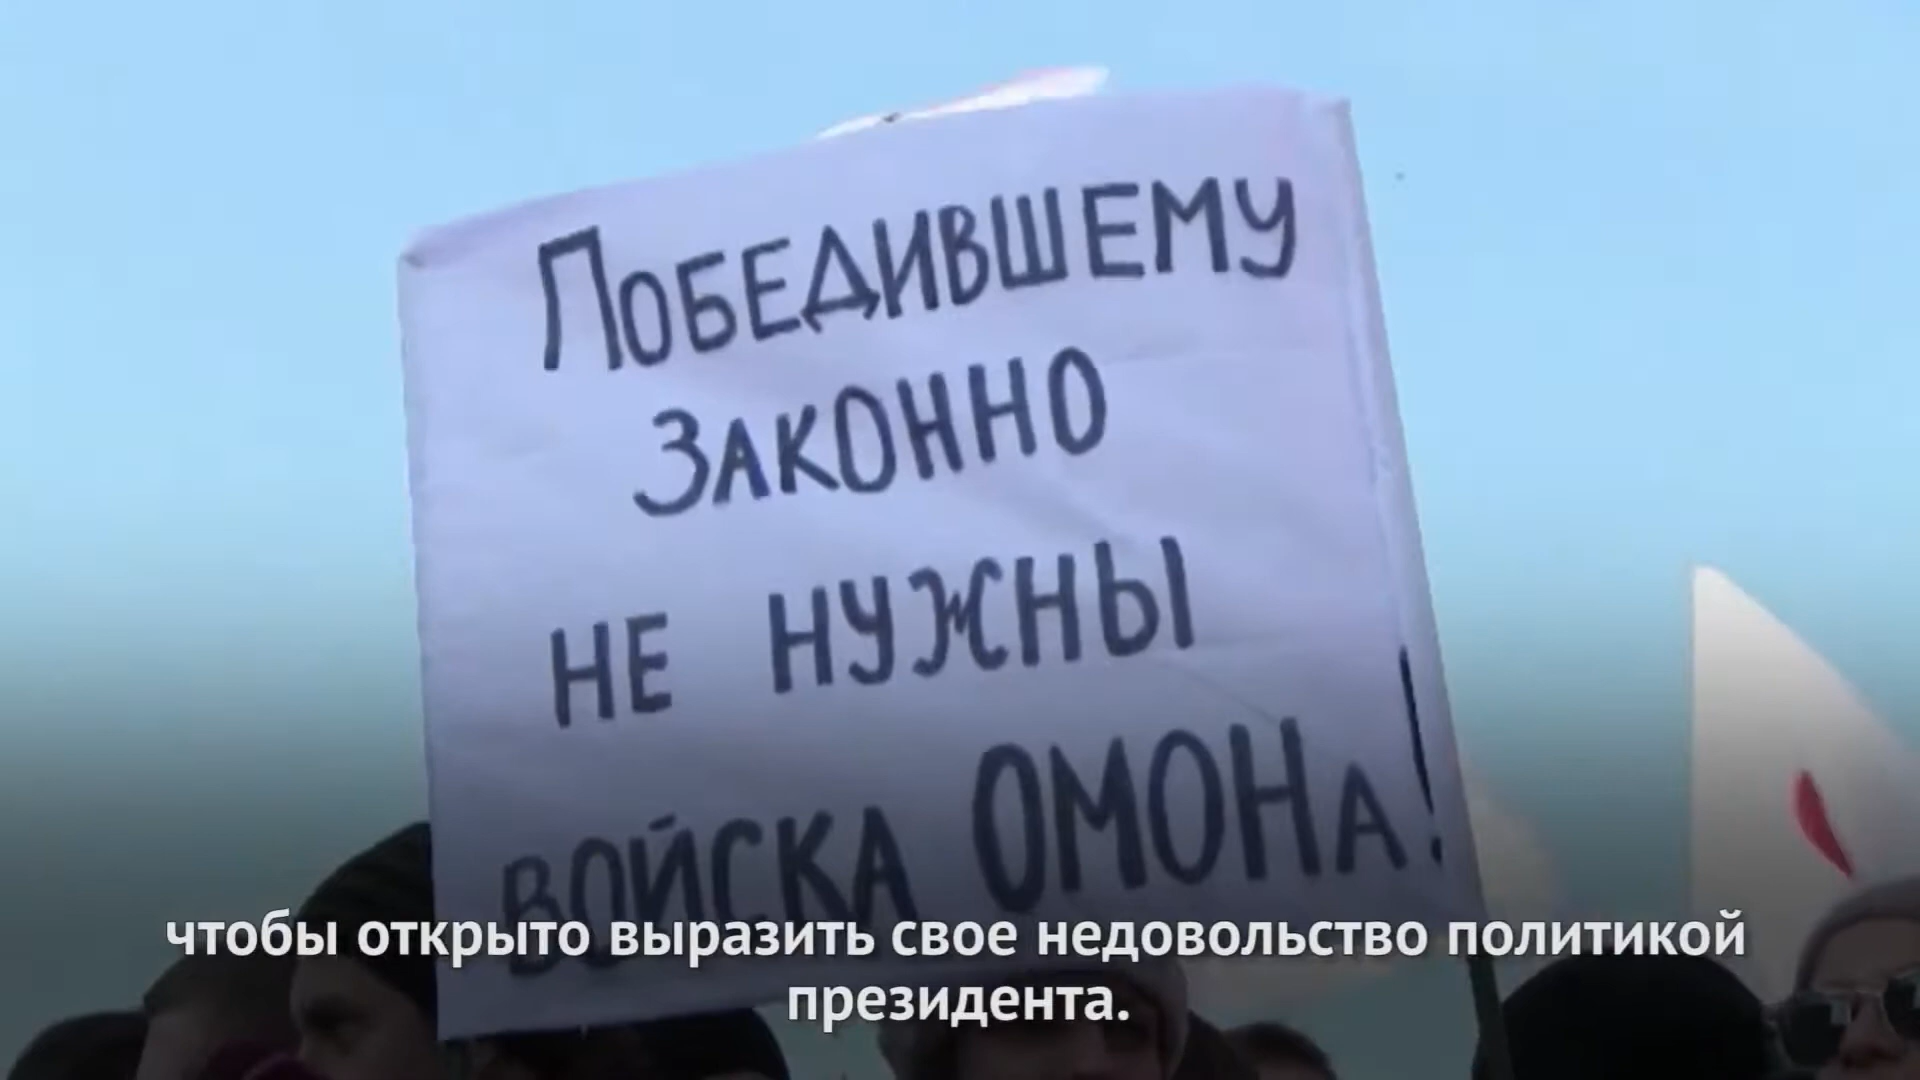 Победившему
законно
не нужны
войска ОМОНа!
чтобы открыто выразить свое недовольство политикой
президента.